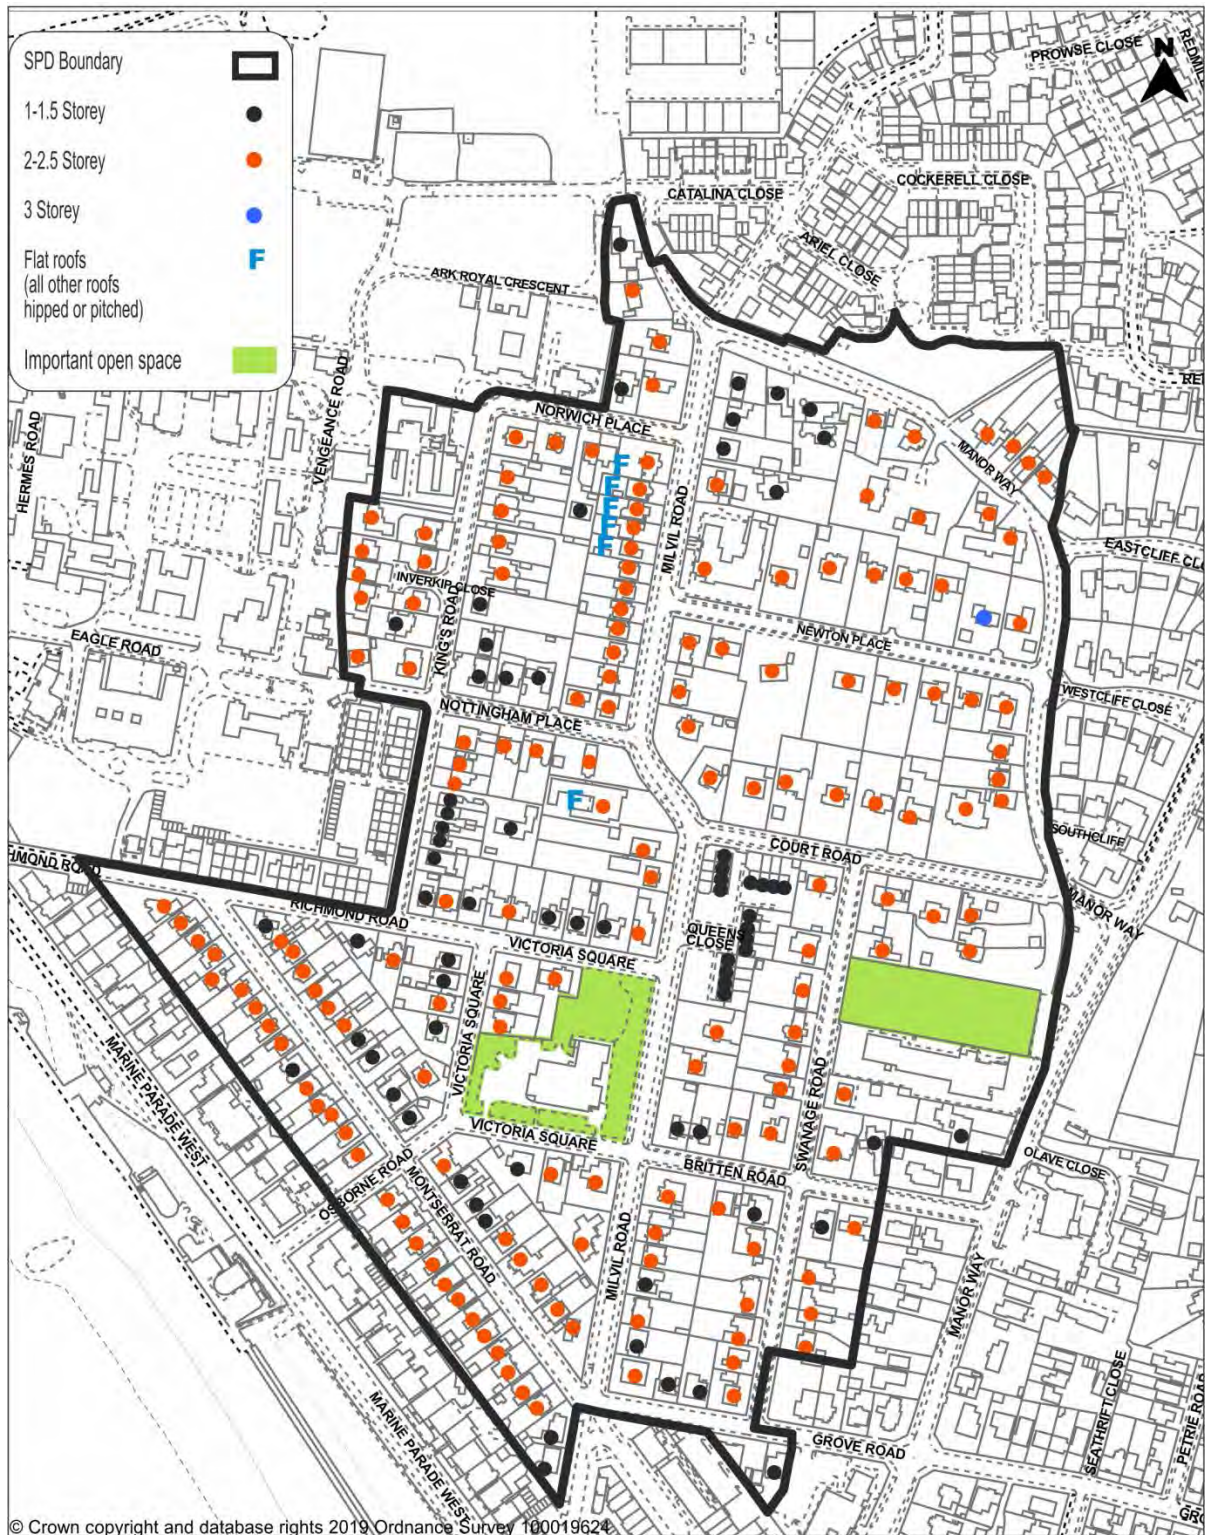 SPD Boundary
1-1.5 Storey
2-2.5 Storey
3 Storey
Flat roofs
(all other roofs
hipped or pitched)
F
Important open space
N
PROWSE CLOSE
CATALINA CLOSE
COCKERELL CLOSE
ARIEL CLOSE
ARK ROYAL CRESCENT
VENGEANCE ROAD
HERMES ROAD
NORWICH PLACE
MANOR WAY
F
F
F
F
F
MILVIL ROAD
EASTCLIF CLO
INVERKIP CLOSE
KING'S ROAD
EAGLE ROAD
NEWTON PLACE
WESTCLIFF CLOSE
NOTTINGHAM PLACE
F
SOUTHCLIFF
COURT ROAD
MANOR WAY
HMOND ROAD
RICHMOND ROAD
QUEENS
CLOSE
VICTORIA SQUARE
VICTORIA SQUARE
MARINE PARADE WEST
SWANAGE ROAD
VICTORIA SQUARE
BRITTEN ROAD
OLAVE CLOSE
OSBORNE ROAD
MONTSERRAT ROAD
MILVIL ROAD
MANOR WAY
MARINE PARADE WEST
SEATHRIFT CLOSE
PETRIE ROAD
GROVE ROAD
© Crown copyright and database rights 2019 Ordnance Survey 100019624